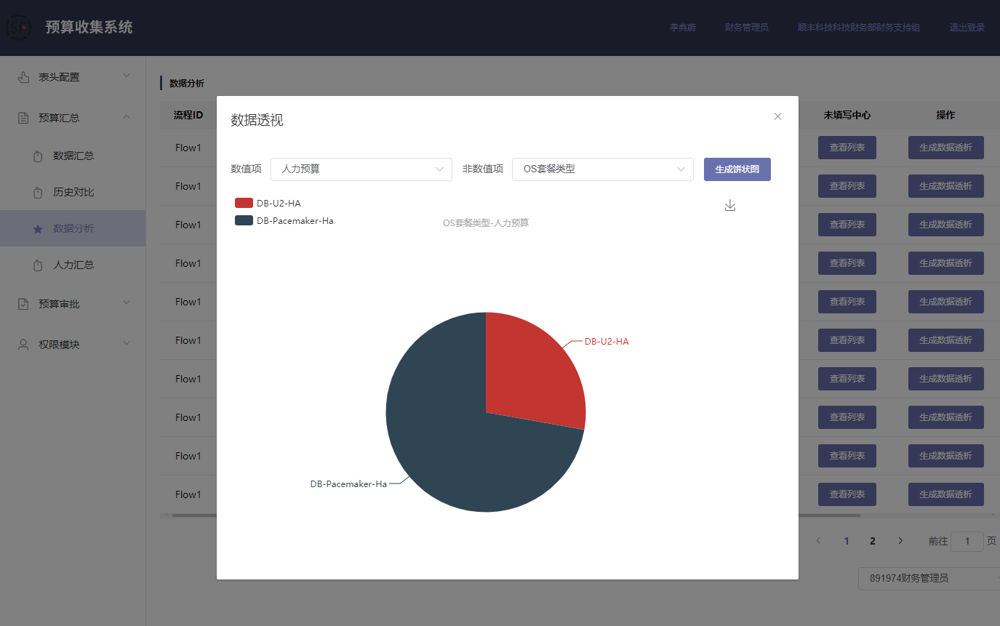 SF
预算收集系统
李典蔚 财务管理员 顺丰科技科技财务部财务支持组 退出登录
表头配置
预算汇总
数据汇总
历史对比
数据分析
人力汇总
预算审批
权限模块
数据分析
流程ID 未填写中心 操作
Flow1 查看列表 生成数据透析
Flow1 查看列表 生成数据透析
Flow1 查看列表 生成数据透析
Flow1 查看列表 生成数据透析
Flow1 查看列表 生成数据透析
Flow1 查看列表 生成数据透析
Flow1 查看列表 生成数据透析
Flow1 查看列表 生成数据透析
Flow1 查看列表 生成数据透析
Flow1 查看列表 生成数据透析
数据透视
数值项 人力预算 非数值项 OS套餐类型 生成饼状图
DB-U2-HA
DB-Pacemaker-Ha
OS套餐类型-人力预算
DB-U2-HA
DB-Pacemaker-Ha
1 2 前往 1 页
891974财务管理员